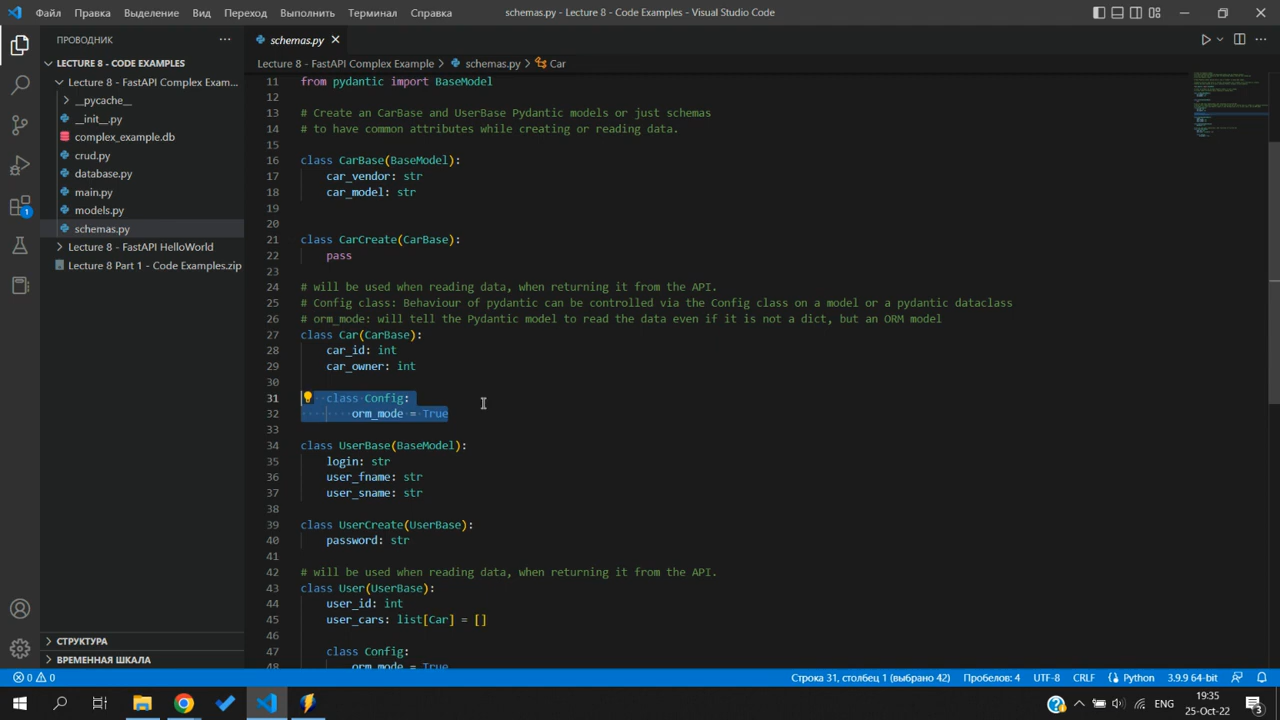 Файл Правка Выделение Вид Переход Выполнить Терминал Справка
schemas.py - Lecture 8 - Code Examples - Visual Studio Code
ПРОВОДНИК
LECTURE 8 - CODE EXAMPLES
Lecture 8 - FastAPI Complex Exam...
__pycache__
__init__.py
complex_example.db
crud.py
database.py
main.py
models.py
schemas.py
Lecture 8 - FastAPI HelloWorld
Lecture 8 Part 1 - Code Examples.zip
СТРУКТУРА
ВРЕМЕННАЯ ШКАЛА
1
schemas.py
Lecture 8 - FastAPI Complex Example > schemas.py > Car
11 from pydantic import BaseModel
12
13 # Create an CarBase and UserBase Pydantic models or just schemas
14 # to have common attributes while creating or reading data.
15
16 class CarBase(BaseModel):
17     car_vendor: str
18     car_model: str
19
20
21 class CarCreate(CarBase):
22     pass
23
24 # will be used when reading data, when returning it from the API.
25 # Config class: Behaviour of pydantic can be controlled via the Config class on a model or a pydantic dataclass
26 # orm_mode: will tell the Pydantic model to read the data even if it is not a dict, but an ORM model
27 class Car(CarBase):
28     car_id: int
29     car_owner: int
30
31     class Config:
32         orm_mode = True
33
34 class UserBase(BaseModel):
35     login: str
36     user_fname: str
37     user_sname: str
38
39 class UserCreate(UserBase):
40     password: str
41
42 # will be used when reading data, when returning it from the API.
43 class User(UserBase):
44     user_id: int
45     user_cars: list[Car] = []
46
47     class Config:
48         orm_mode = True
0 0
Строка 31, столбец 1 (выбрано 42) Пробелов: 4 UTF-8 CRLF Python 3.9.9 64-bit
ENG
19:35
25-Oct-22
3